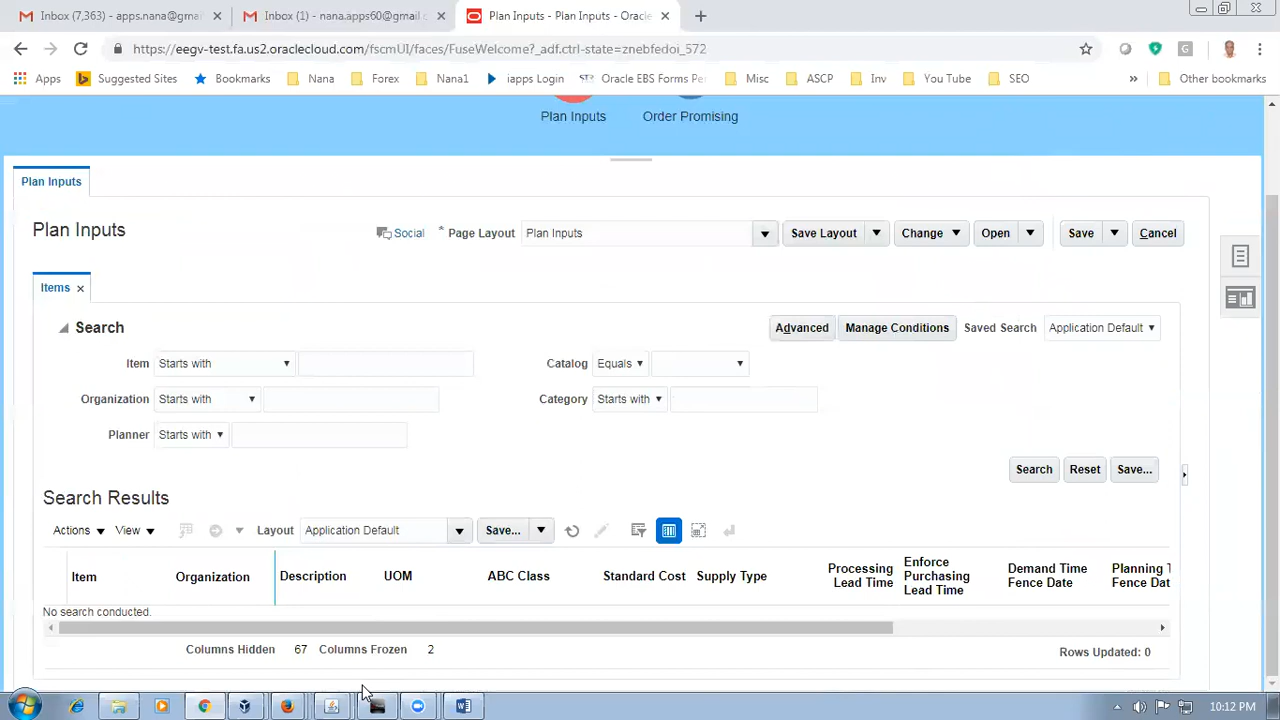 Inbox (7,363) - apps.nana@gma
Inbox (1) - nana.apps60@gmail.c
Plan Inputs - Plan Inputs - Oracl
https://eegv-test.fa.us2.oraclecloud.com/fscmUI/faces/FuseWelcome?_adf.ctrl-state=znebfedoi_572
Apps Suggested Sites Bookmarks Nana Forex Nana1 iapps Login Oracle EBS Forms Per Misc ASCP Inv You Tube SEO » Other bookmarks
Plan Inputs Order Promising
Plan Inputs
Plan Inputs Social * Page Layout Plan Inputs Save Layout Change Open Save Cancel
Items
Search Advanced Manage Conditions Saved Search Application Default
Item Starts with Catalog Equals
Organization Starts with Category Starts with
Planner Starts with
Search Reset Save...
Search Results
Actions View Layout Application Default Save...
Item Organization Description UOM ABC Class Standard Cost Supply Type Processing Lead Time Enforce Purchasing Lead Time Demand Time Fence Date Planning T Fence Dat
No search conducted.
Columns Hidden 67 Columns Frozen 2 Rows Updated: 0
10:12 PM